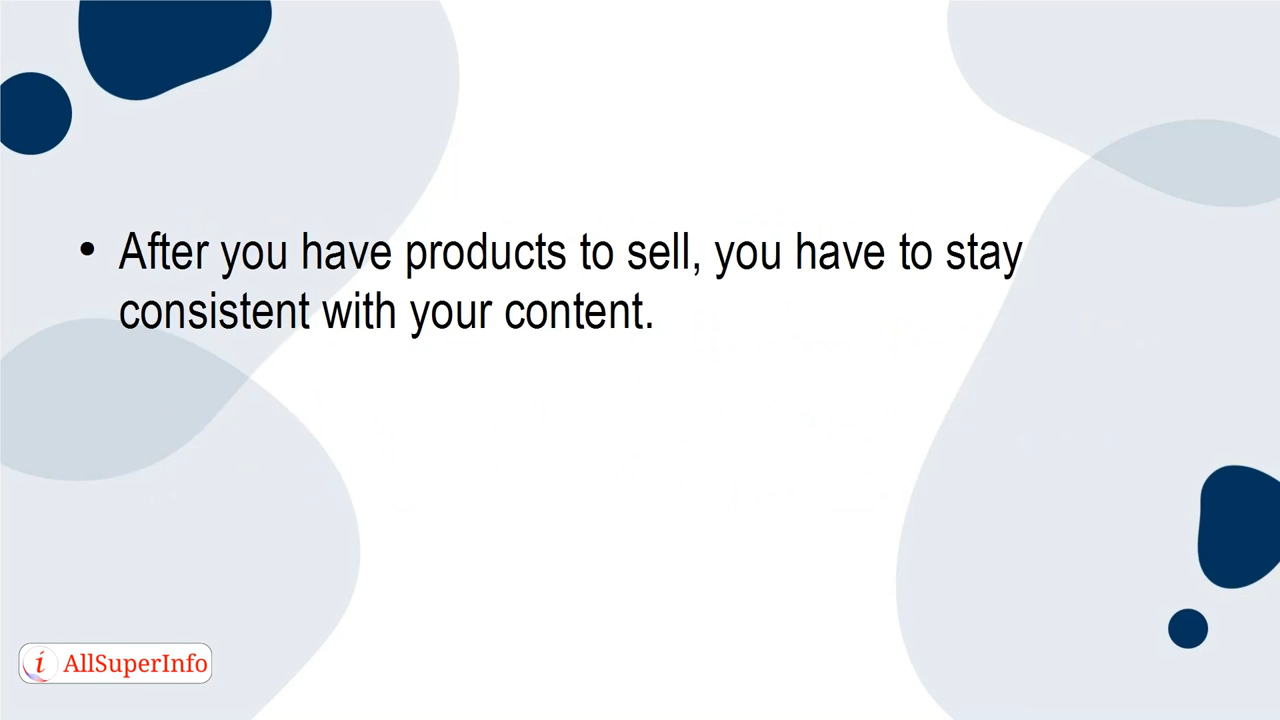 • After you have products to sell, you have to stay
consistent with your content.
i AllSuperInfo